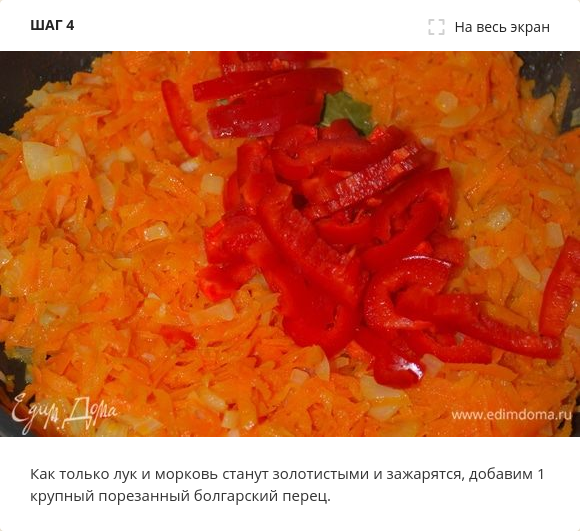 ШАГ 4
На весь экран
Едим Дома
www.edimdoma.ru
Как только лук и морковь станут золотистыми и зажарятся, добавим 1
крупный порезанный болгарский перец.